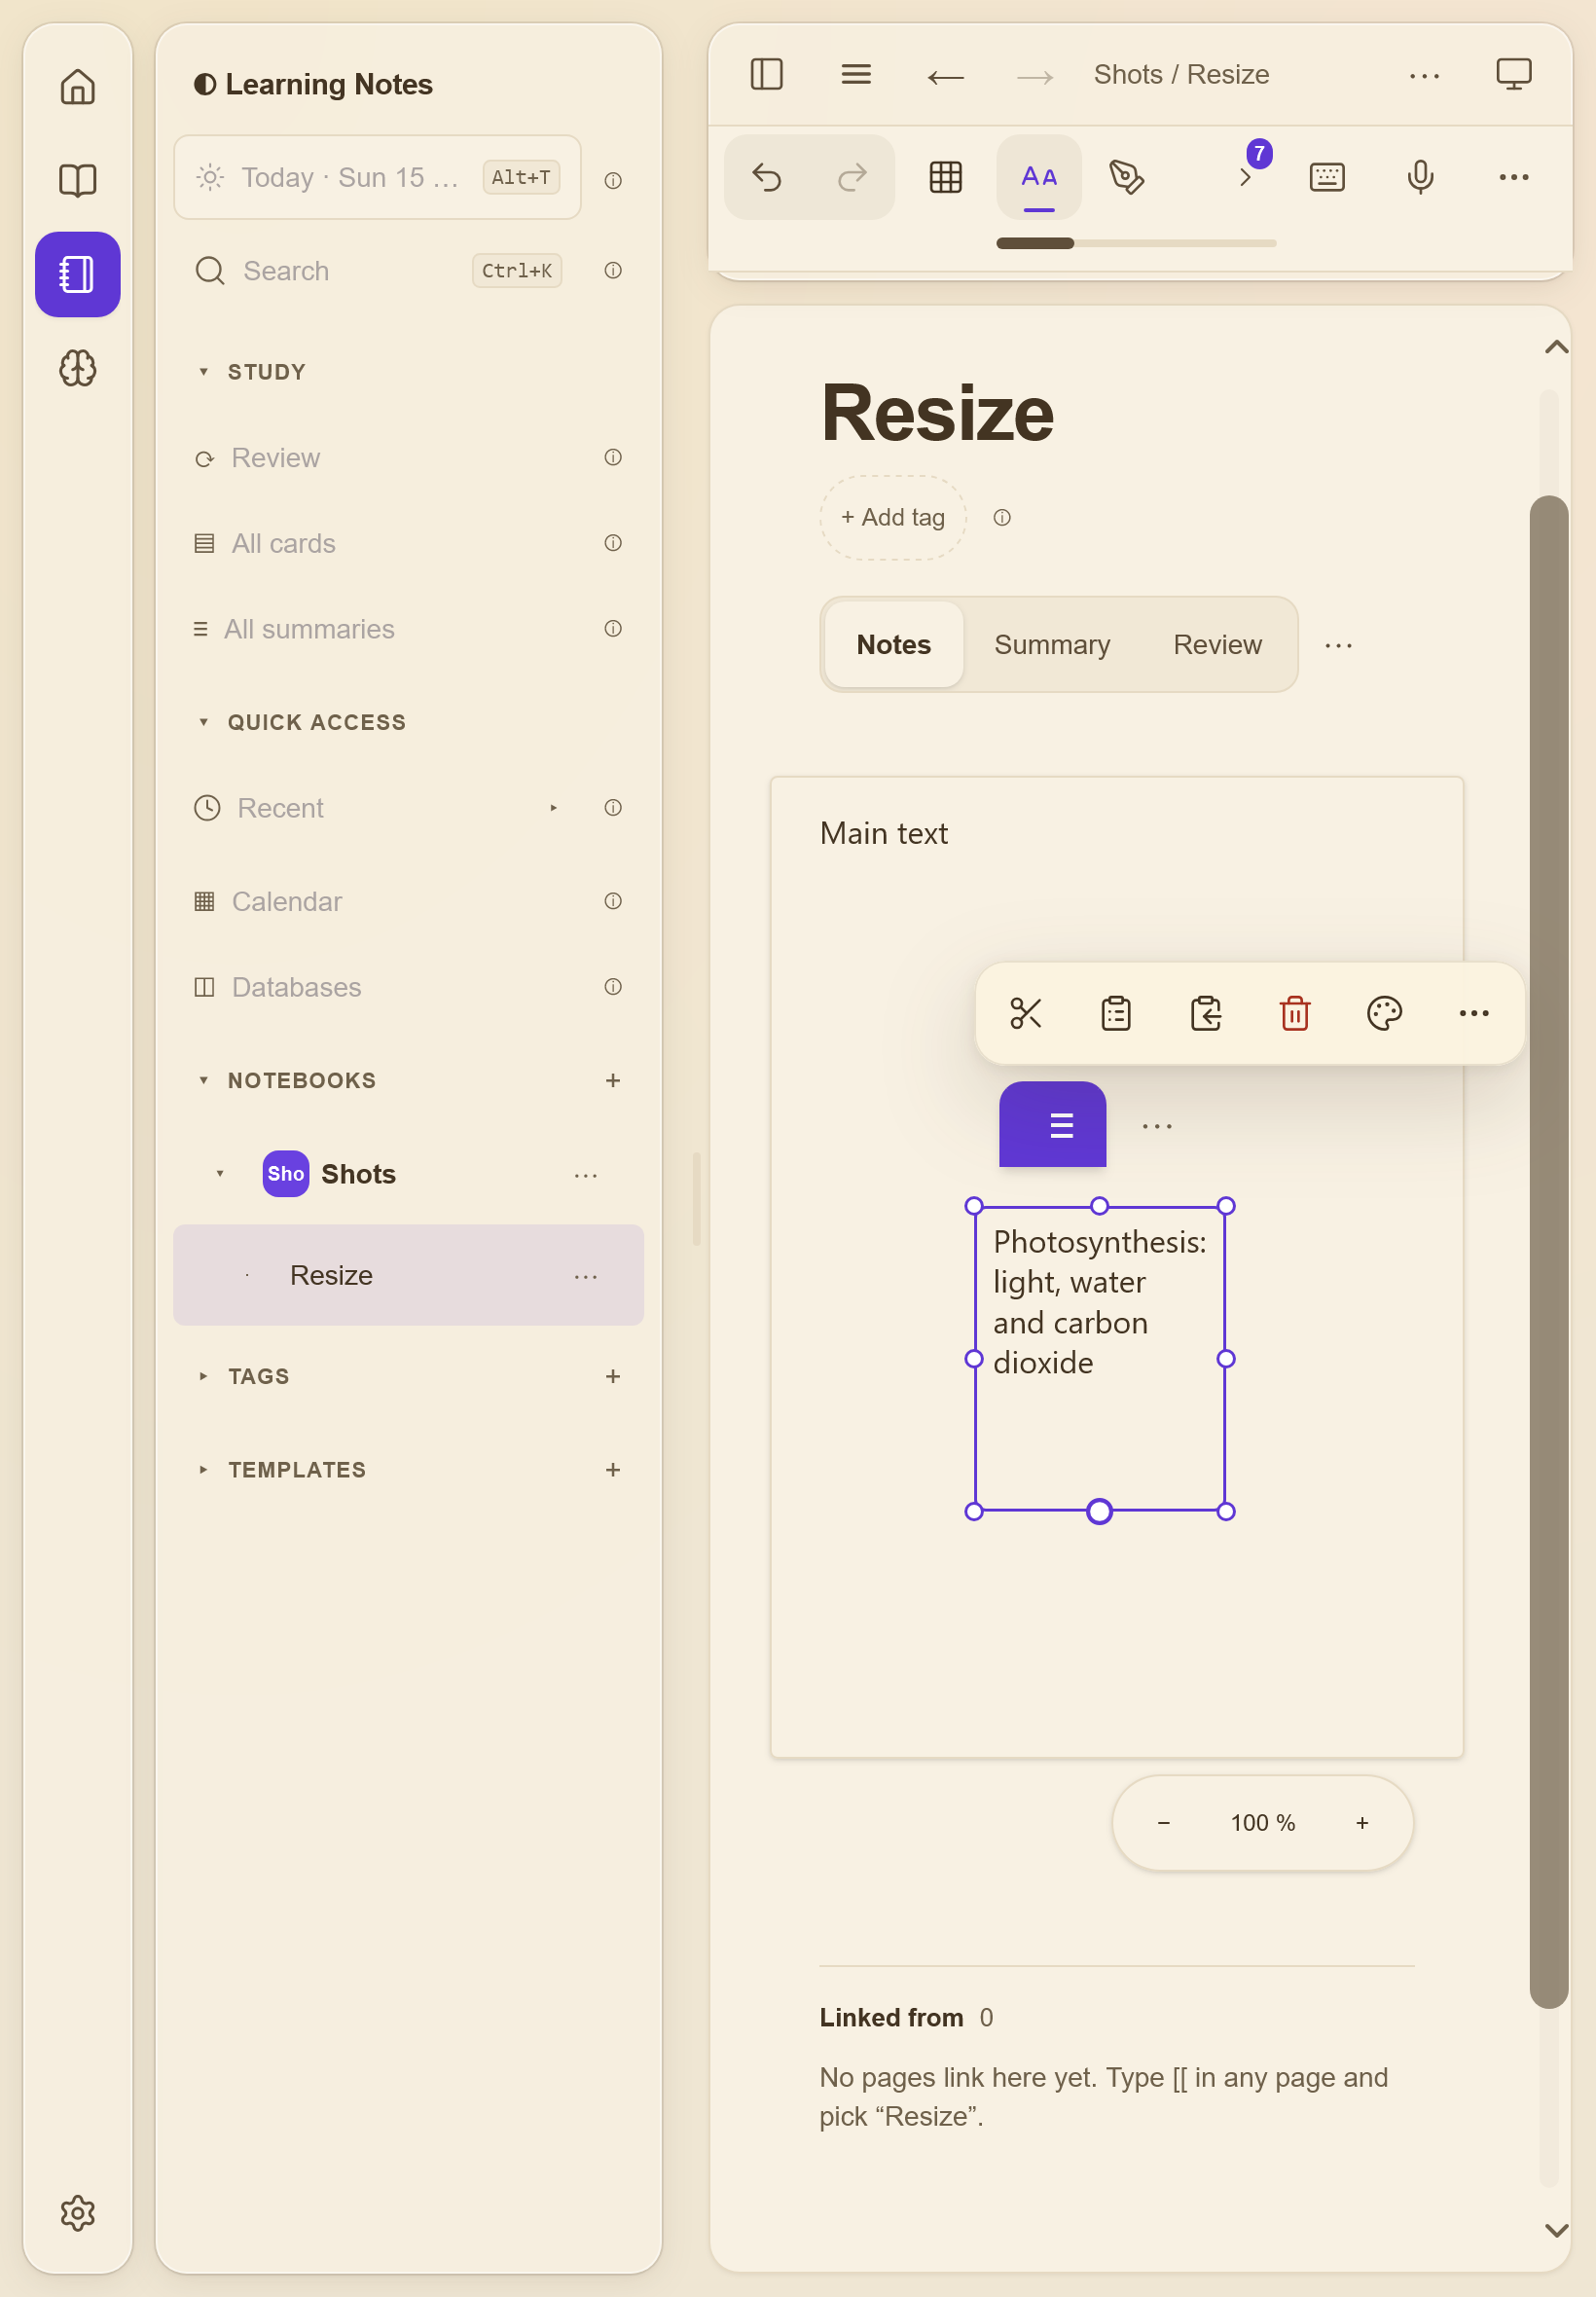 Learning Notes
Today · Sun 15 … Alt+T
Search Ctrl+K
STUDY
Review
All cards
All summaries
QUICK ACCESS
Recent
Calendar
Databases
NOTEBOOKS +
Sho Shots ...
Resize ...
TAGS +
TEMPLATES +
Shots / Resize ...
AA 7
Resize
+ Add tag
Notes Summary Review ...
Main text
Photosynthesis:
light, water
and carbon
dioxide
− 100 % +
Linked from 0
No pages link here yet. Type [[ in any page and
pick “Resize”.